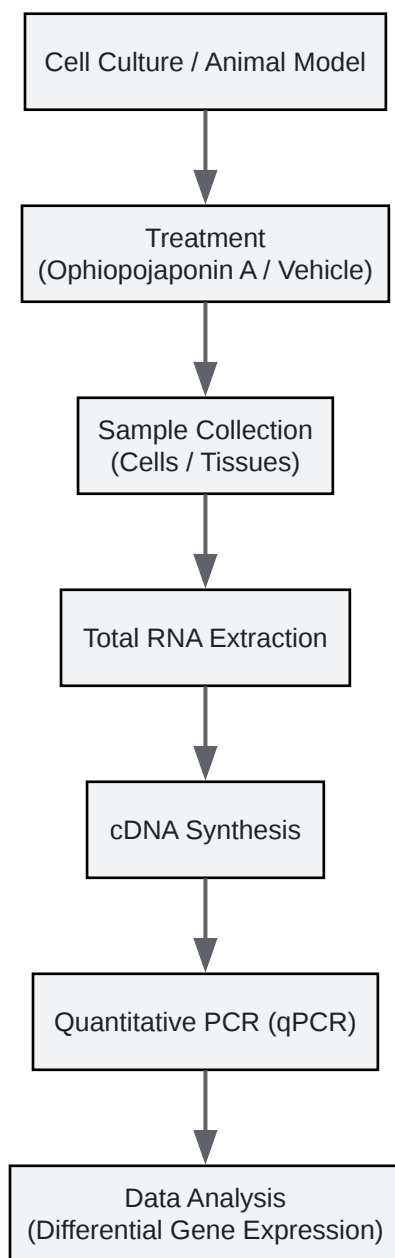 Cell Culture / Animal Model
Treatment
(Ophiopojaponin A / Vehicle)
Sample Collection
(Cells / Tissues)
Total RNA Extraction
cDNA Synthesis
Quantitative PCR (qPCR)
Data Analysis
(Differential Gene Expression)